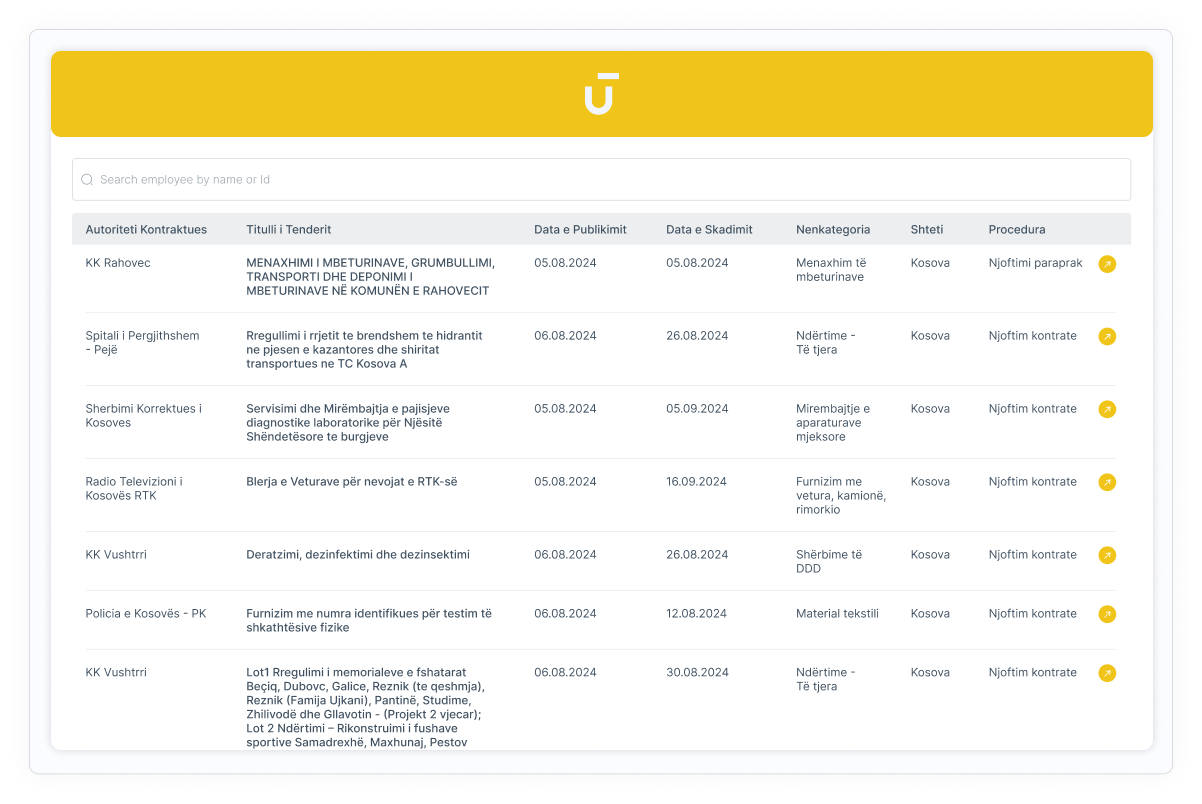 Search employee by name or Id
Autoriteti Kontraktues Titulli i Tenderit Data e Publikimit Data e Skadimit Nenkategoria Shteti Procedura
KK Rahovec
MENAXHIMI I MBETURINAVE, GRUMBULLIMI,
TRANSPORTI DHE DEPONIMI I
MBETURINAVE NË KOMUNËN E RAHOVECIT
05.08.2024
05.08.2024
Menaxhim të
mbeturinave
Kosova
Njoftimi paraprak
Spitali i Pergjithshem
- Pejë
Rregullimi i rrjetit te brendshem te hidrantit
ne pjesen e kazantores dhe shiritat
transportues ne TC Kosova A
06.08.2024
26.08.2024
Ndërtime -
Të tjera
Kosova
Njoftim kontrate
Sherbimi Korrektues i
Kosoves
Servisimi dhe Mirëmbajtja e pajisjeve
diagnostike laboratorike për Njësitë
Shëndetësore te burgjeve
05.08.2024
05.09.2024
Mirembajtje e
aparaturave
mjeksore
Kosova
Njoftim kontrate
Radio Televizioni i
Kosovës RTK
Blerja e Veturave për nevojat e RTK-së
05.08.2024
16.09.2024
Furnizim me
vetura, kamionë,
rimorkio
Kosova
Njoftim kontrate
KK Vushtrri
Deratzimi, dezinfektimi dhe dezinsektimi
06.08.2024
26.08.2024
Shërbime të
DDD
Kosova
Njoftim kontrate
Policia e Kosovës - PK
Furnizim me numra identifikues për testim të
shkathtësive fizike
06.08.2024
12.08.2024
Material tekstili
Kosova
Njoftim kontrate
KK Vushtrri
Lot1 Rregulimi i memorialeve e fshatarat
Beçiq, Dubovc, Galice, Reznik (te qeshmja),
Reznik (Famija Ujkani), Pantinë, Studime,
Zhilivodë dhe Gllavotin - (Projekt 2 vjecar);
Lot 2 Ndërtimi – Rikonstruimi i fushave
sportive Samadrexhë, Maxhunaj, Pestov
06.08.2024
30.08.2024
Ndërtime -
Të tjera
Kosova
Njoftim kontrate